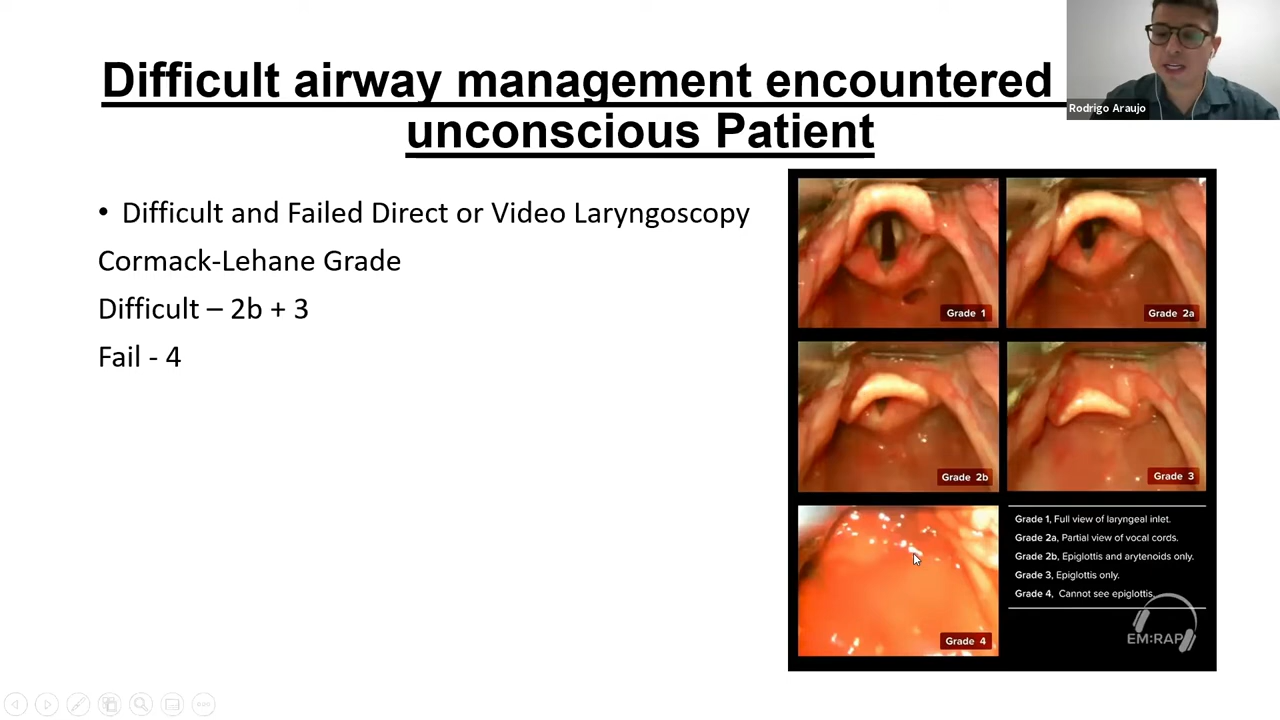 Difficult airway management encountered
unconscious Patient
Rodrigo Araujo
• Difficult and Failed Direct or Video Laryngoscopy
Cormack-Lehane Grade
Difficult – 2b + 3
Fail - 4
Grade 1
Grade 2a
Grade 2b
Grade 3
Grade 4
Grade 1, Full view of laryngeal inlet.
Grade 2a, Partial view of vocal cords.
Grade 2b, Epiglottis and arytenoids only.
Grade 3, Epiglottis only.
Grade 4, Cannot see epiglottis.
EM:RAP